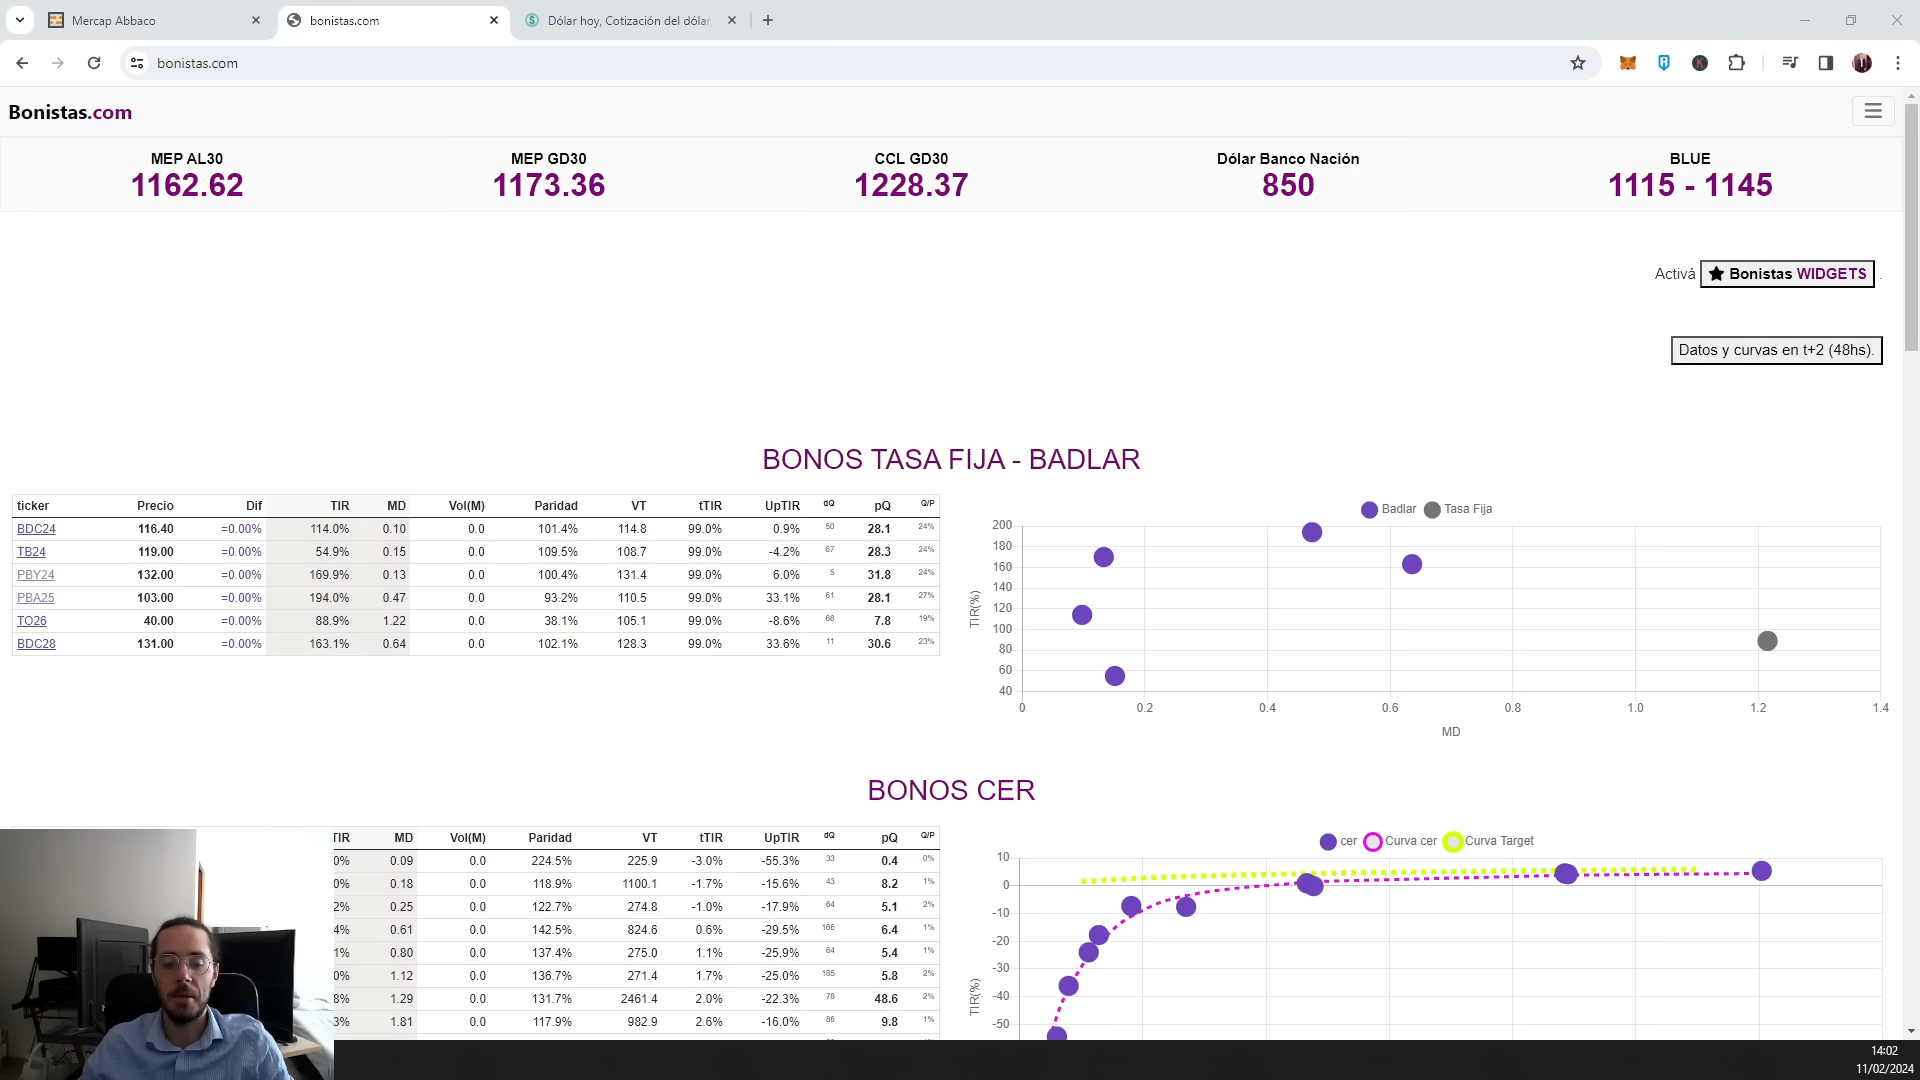 Mercap Abbaco
bonistas.com
Dólar hoy, Cotización del dólar
bonistas.com
Bonistas.com
MEP AL30
1162.62
MEP GD30
1173.36
CCL GD30
1228.37
Dólar Banco Nación
850
BLUE
1115 - 1145
Activá ★ Bonistas WIDGETS .
Datos y curvas en t+2 (48hs).
BONOS TASA FIJA - BADLAR
ticker Precio Dif TIR MD Vol(M) Paridad VT tTIR UpTIR dQ pQ Q/P
BDC24 116.40 =0.00% 114.0% 0.10 0.0 101.4% 114.8 99.0% 0.9% 50 28.1 24%
TB24 119.00 =0.00% 54.9% 0.15 0.0 109.5% 108.7 99.0% -4.2% 67 28.3 24%
PBY24 132.00 =0.00% 169.9% 0.13 0.0 100.4% 131.4 99.0% 6.0% 5 31.8 24%
PBA25 103.00 =0.00% 194.0% 0.47 0.0 93.2% 110.5 99.0% 33.1% 61 28.1 27%
TO26 40.00 =0.00% 88.9% 1.22 0.0 38.1% 105.1 99.0% -8.6% 66 7.8 19%
BDC28 131.00 =0.00% 163.1% 0.64 0.0 102.1% 128.3 99.0% 33.6% 11 30.6 23%
Badlar Tasa Fija
200
180
160
140
120
100
80
60
40
TIR(%)
0 0.2 0.4 0.6 0.8 1.0 1.2 1.4
MD
BONOS CER
TIR MD Vol(M) Paridad VT tTIR UpTIR dQ pQ Q/P
0% 0.09 0.0 224.5% 225.9 -3.0% -55.3% 33 0.4 0%
0% 0.18 0.0 118.9% 1100.1 -1.7% -15.6% 43 8.2 1%
2% 0.25 0.0 122.7% 274.8 -1.0% -17.9% 64 5.1 2%
4% 0.61 0.0 142.5% 824.6 0.6% -29.5% 166 6.4 1%
1% 0.80 0.0 137.4% 275.0 1.1% -25.9% 64 5.4 1%
0% 1.12 0.0 136.7% 271.4 1.7% -25.0% 185 5.8 2%
8% 1.29 0.0 131.7% 2461.4 2.0% -22.3% 78 48.6 2%
3% 1.81 0.0 117.9% 982.9 2.6% -16.0% 88 9.8 1%
cer Curva cer Curva Target
10
0
-10
-20
-30
-40
-50
TIR(%)
14:02
11/02/2024